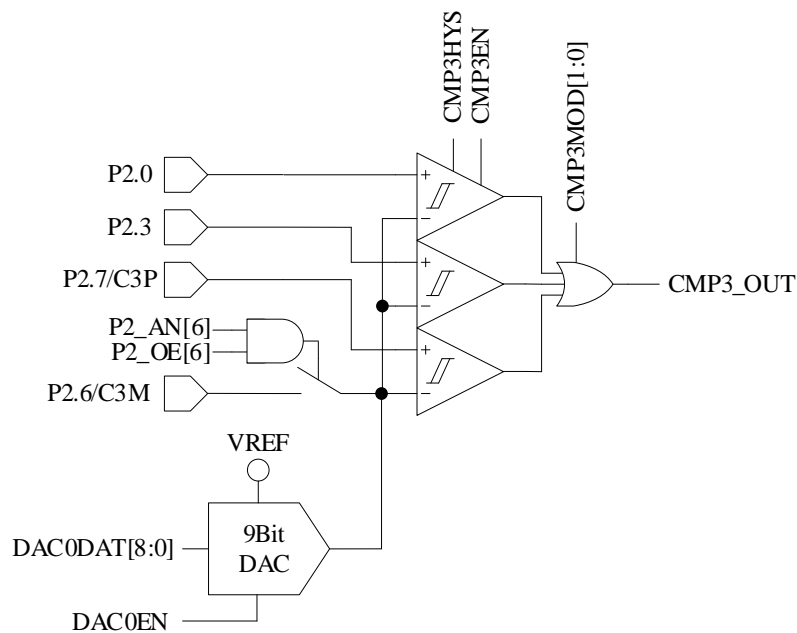 CMP3HYS
CMP3EN
CMP3MOD[1:0]
P2.0
+
−
P2.3
+
−
P2.7/C3P
CMP3_OUT
P2_AN[6]
P2_OE[6]
+
−
P2.6/C3M
VREF
9Bit
DAC
DAC0DAT[8:0]
DAC0EN